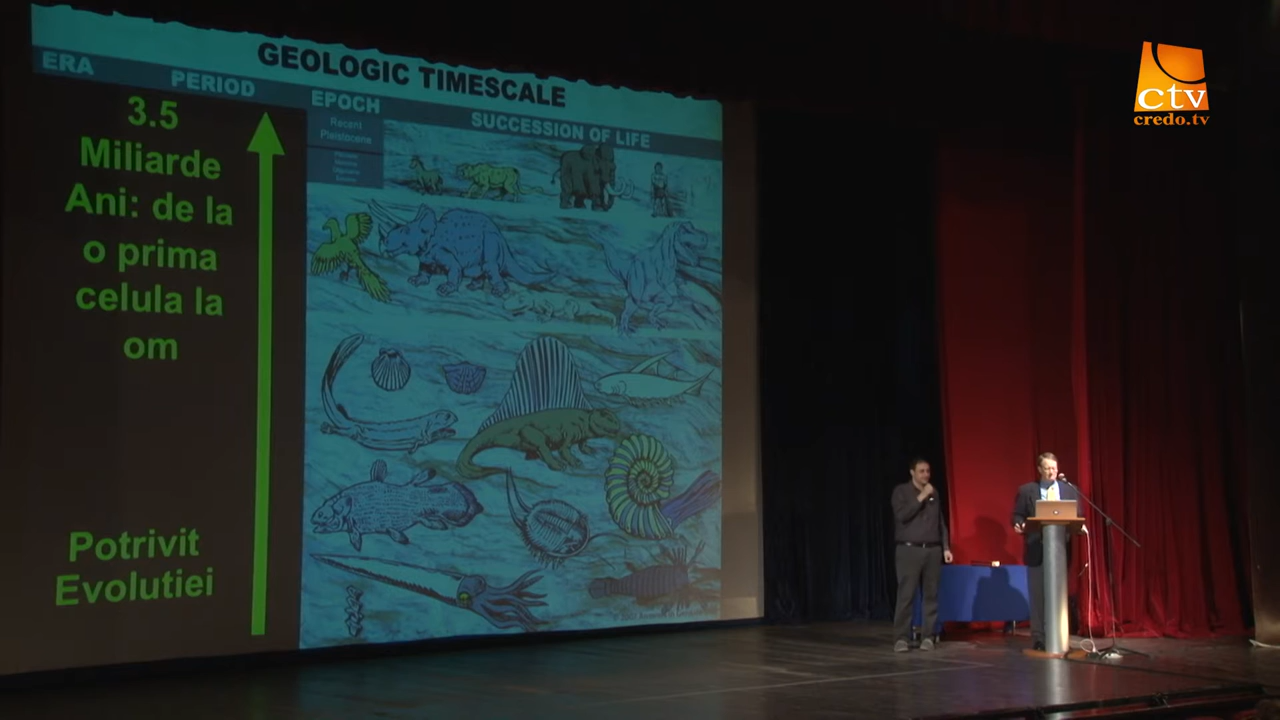 GEOLOGIC TIMESCALE
ERA
PERIOD
EPOCH
SUCCESSION OF LIFE
Recent
Pleistocene
3.5
Miliarde
Ani: de la
o prima
celula la
om
Potrivit
Evolutiei
ctv
credo.tv